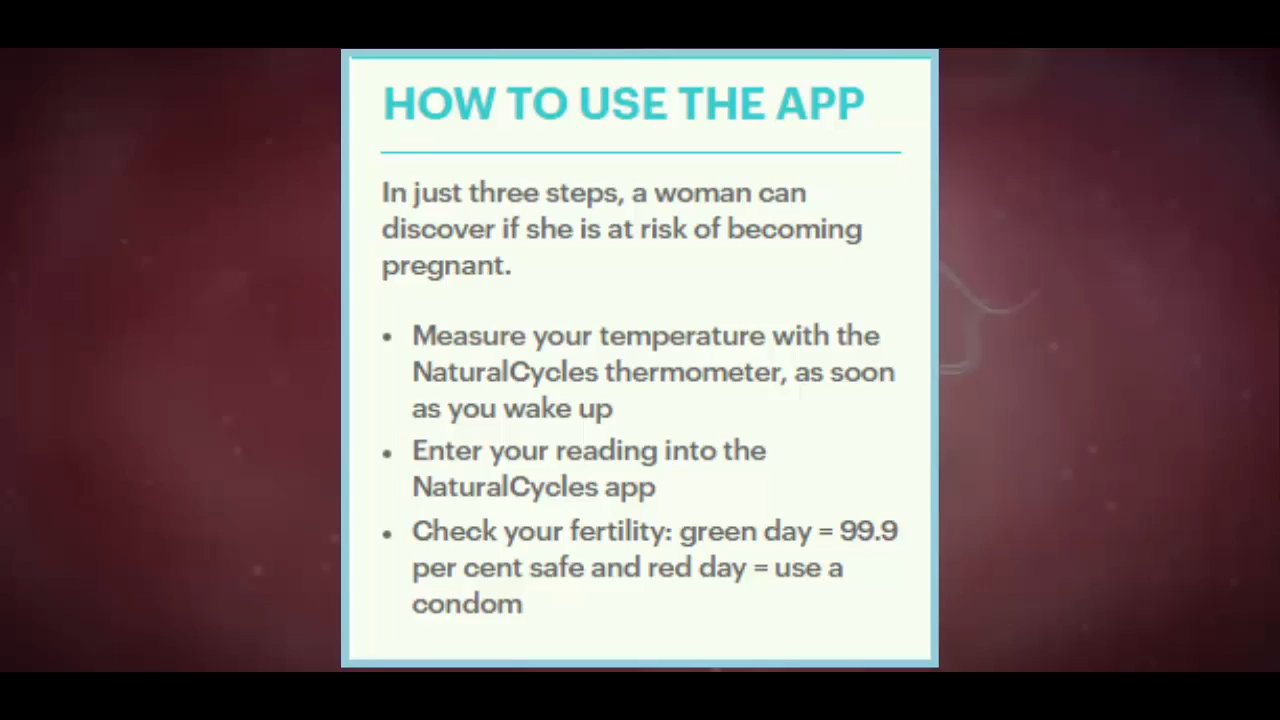 HOW TO USE THE APP
In just three steps, a woman can
discover if she is at risk of becoming
pregnant.
• Measure your temperature with the
NaturalCycles thermometer, as soon
as you wake up
• Enter your reading into the
NaturalCycles app
• Check your fertility: green day = 99.9
per cent safe and red day = use a
condom